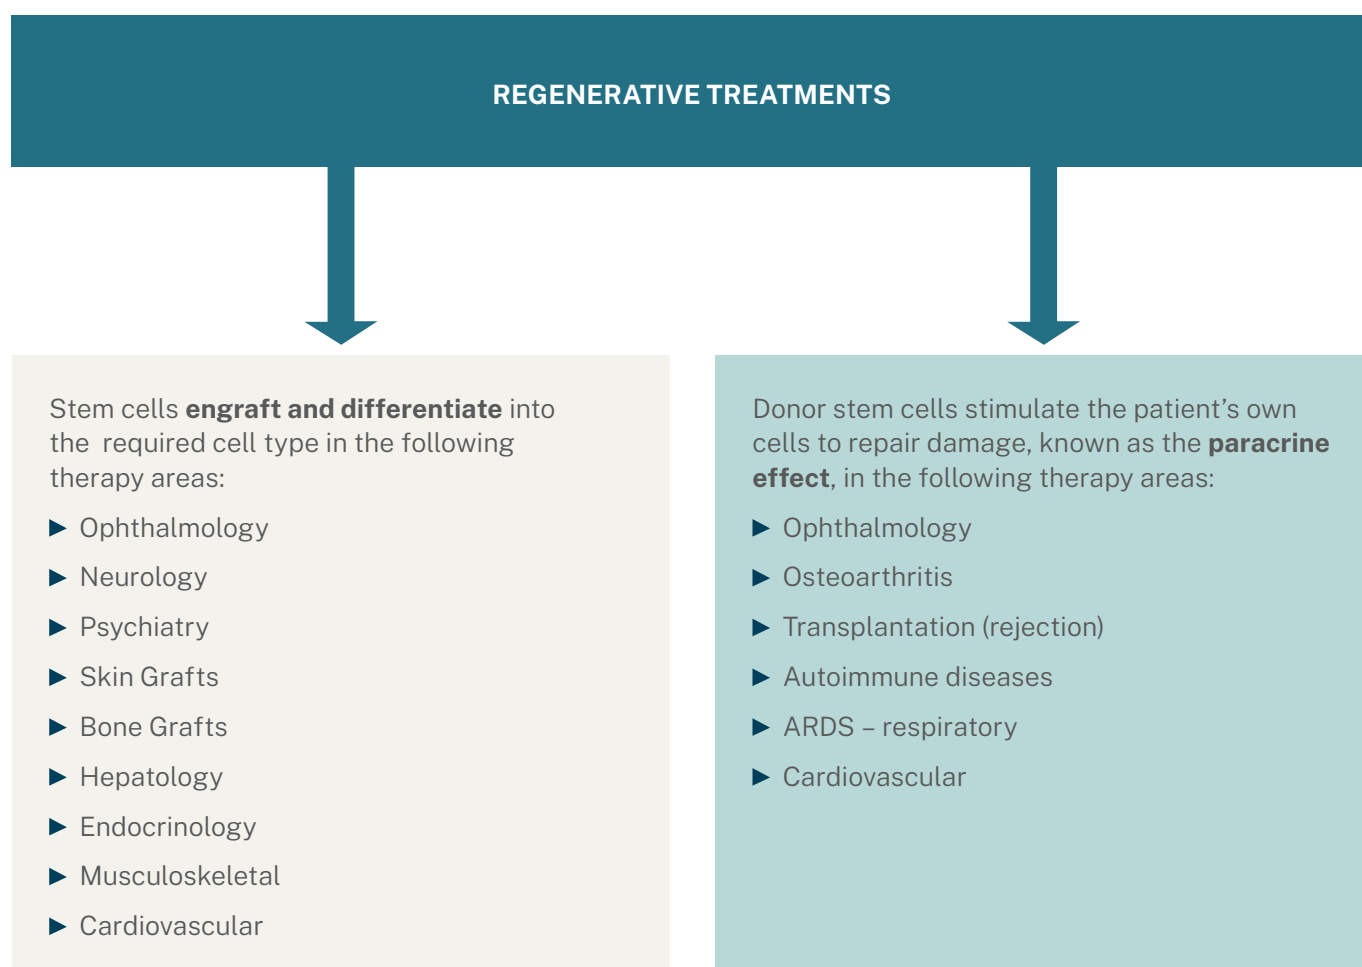 REGENERATIVE TREATMENTS
Stem cells engraft and differentiate into
the required cell type in the following
therapy areas:
Ophthalmology
Neurology
Psychiatry
Skin Grafts
Bone Grafts
Hepatology
Endocrinology
Musculoskeletal
Cardiovascular
Donor stem cells stimulate the patient’s own
cells to repair damage, known as the paracrine
effect, in the following therapy areas:
Ophthalmology
Osteoarthritis
Transplantation (rejection)
Autoimmune diseases
ARDS – respiratory
Cardiovascular